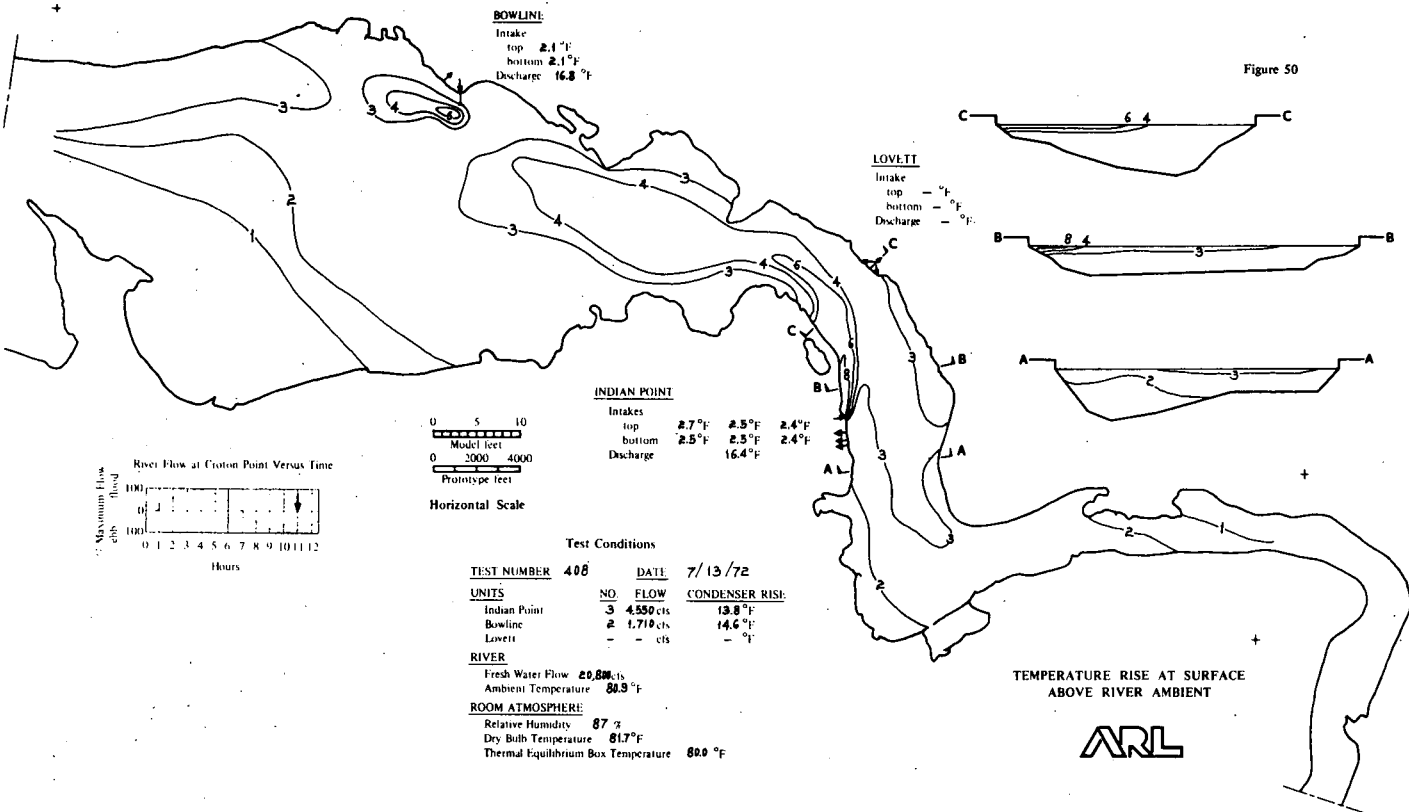 BOWLINE
Intake
top 2.1 °F
bottom 2.1 °F
Discharge 16.8 °F
Figure 50
C 6 4 C
LOVETT
Intake
top – °F
bottom – °F
Discharge – °F
B 8 4 3 B
A 2 3 A
3
3 4 6
2
1
3 4 3
4
3
3 4 6 4
C
C
6
3
8
B
B
3
A
A
3
2
2 1
INDIAN POINT
Intakes
top 2.7 °F 2.5 °F 2.4 °F
bottom 2.5 °F 2.3 °F 2.4 °F
Discharge 16.4 °F
0 5 10
Model feet
0 2000 4000
Prototype feet
Horizontal Scale
River Flow at Croton Point Versus Time
% Maximum Flow
ebb flood
100
0
100
0 1 2 3 4 5 6 7 8 9 10 11 12
Hours
Test Conditions
TEST NUMBER 408 DATE 7/13/72
UNITS NO. FLOW CONDENSER RISE
Indian Point 3 4,550 cfs 13.8 °F
Bowline 2 1,710 cfs 14.6 °F
Lovett – – cfs – °F
RIVER
Fresh Water Flow 20,800 cfs
Ambient Temperature 80.9 °F
ROOM ATMOSPHERE
Relative Humidity 87 %
Dry Bulb Temperature 81.7 °F
Thermal Equilibrium Box Temperature 80.0 °F
TEMPERATURE RISE AT SURFACE
ABOVE RIVER AMBIENT
ARL